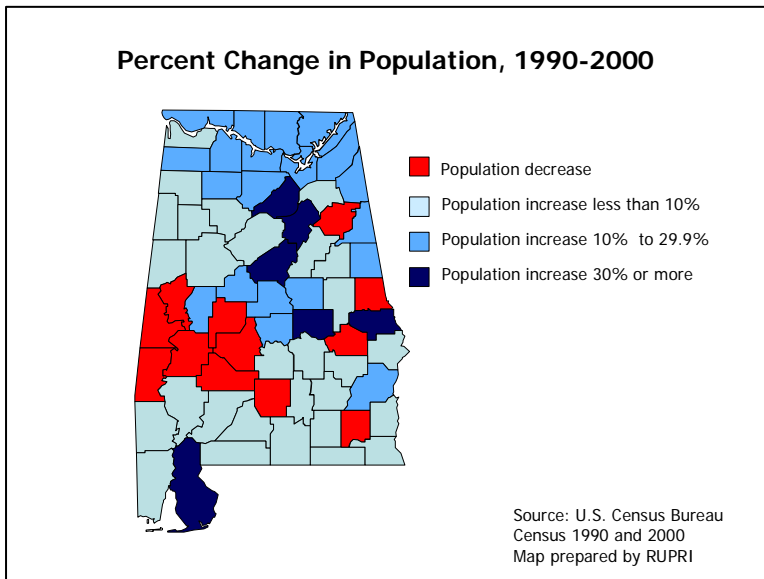 Percent Change in Population, 1990-2000
Population decrease
Population increase less than 10%
Population increase 10% to 29.9%
Population increase 30% or more
Source: U.S. Census Bureau
Census 1990 and 2000
Map prepared by RUPRI